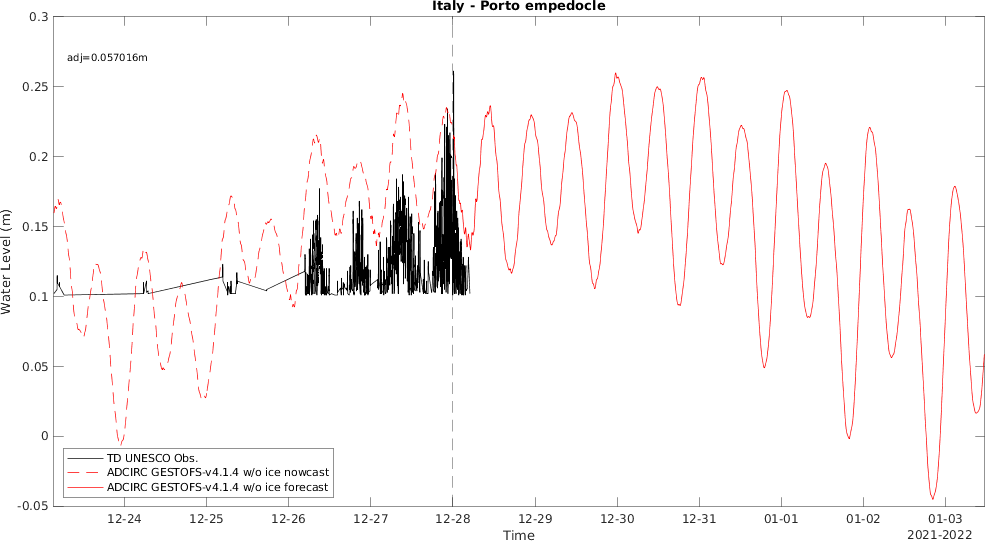 Italy - Porto empedocle
adj=0.057016m
Water Level (m)
0.3
0.25
0.2
0.15
0.1
0.05
0
-0.05
TD UNESCO Obs.
ADCIRC GESTOFS-v4.1.4 w/o ice nowcast
ADCIRC GESTOFS-v4.1.4 w/o ice forecast
12-24 12-25 12-26 12-27 12-28 12-29 12-30 12-31 01-01 01-02 01-03
Time
2021-2022